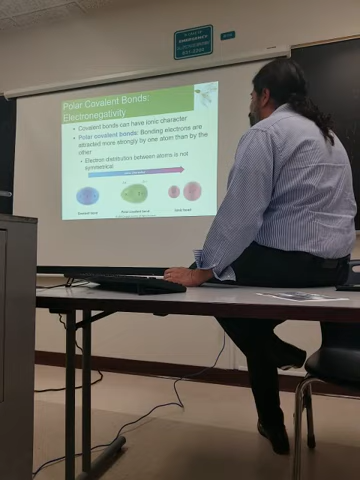 EMERGENCY
Polar Covalent Bonds:
Electronegativity
• Covalent bonds can have ionic character
• Polar covalent bonds: Bonding electrons are
attracted more strongly by one atom than by the
other
• Electron distribution between atoms is not
symmetrical